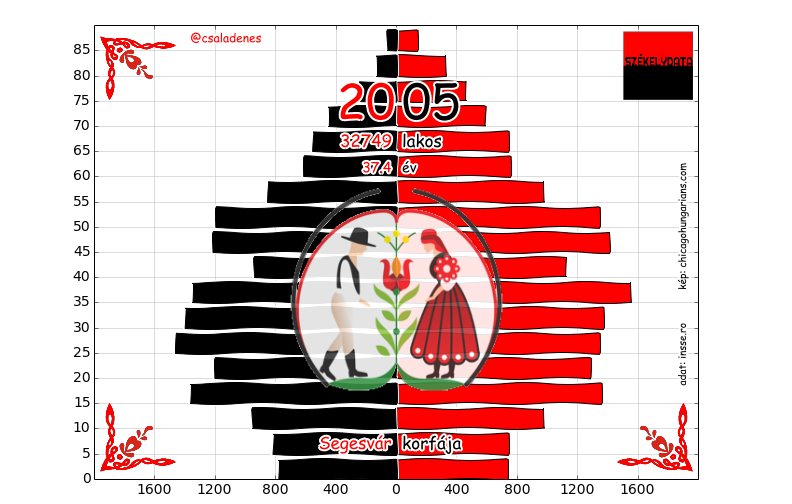 @csaladenes
SZÉKELYDATA
2005
32749 lakos
37.4 év
Segesvár korfája
kép: chicagohungarians.com
adat: insse.ro
85
80
75
70
65
60
55
50
45
40
35
30
25
20
15
10
5
0
1600 1200 800 400 0 400 800 1200 1600